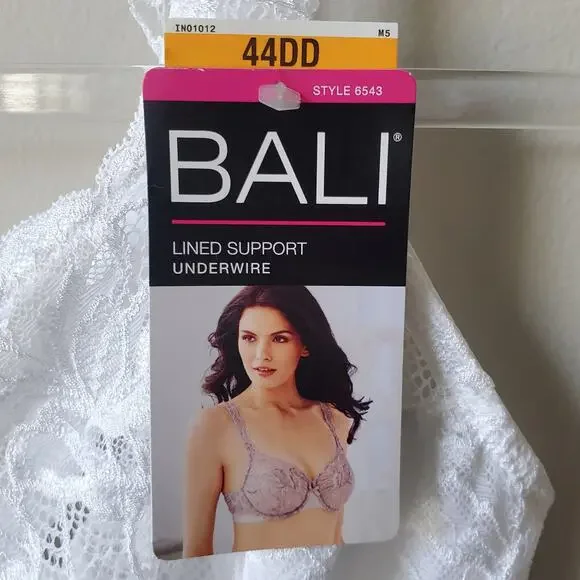 IN01012 M5
44DD
STYLE 6543
BALI®
LINED SUPPORT
UNDERWIRE